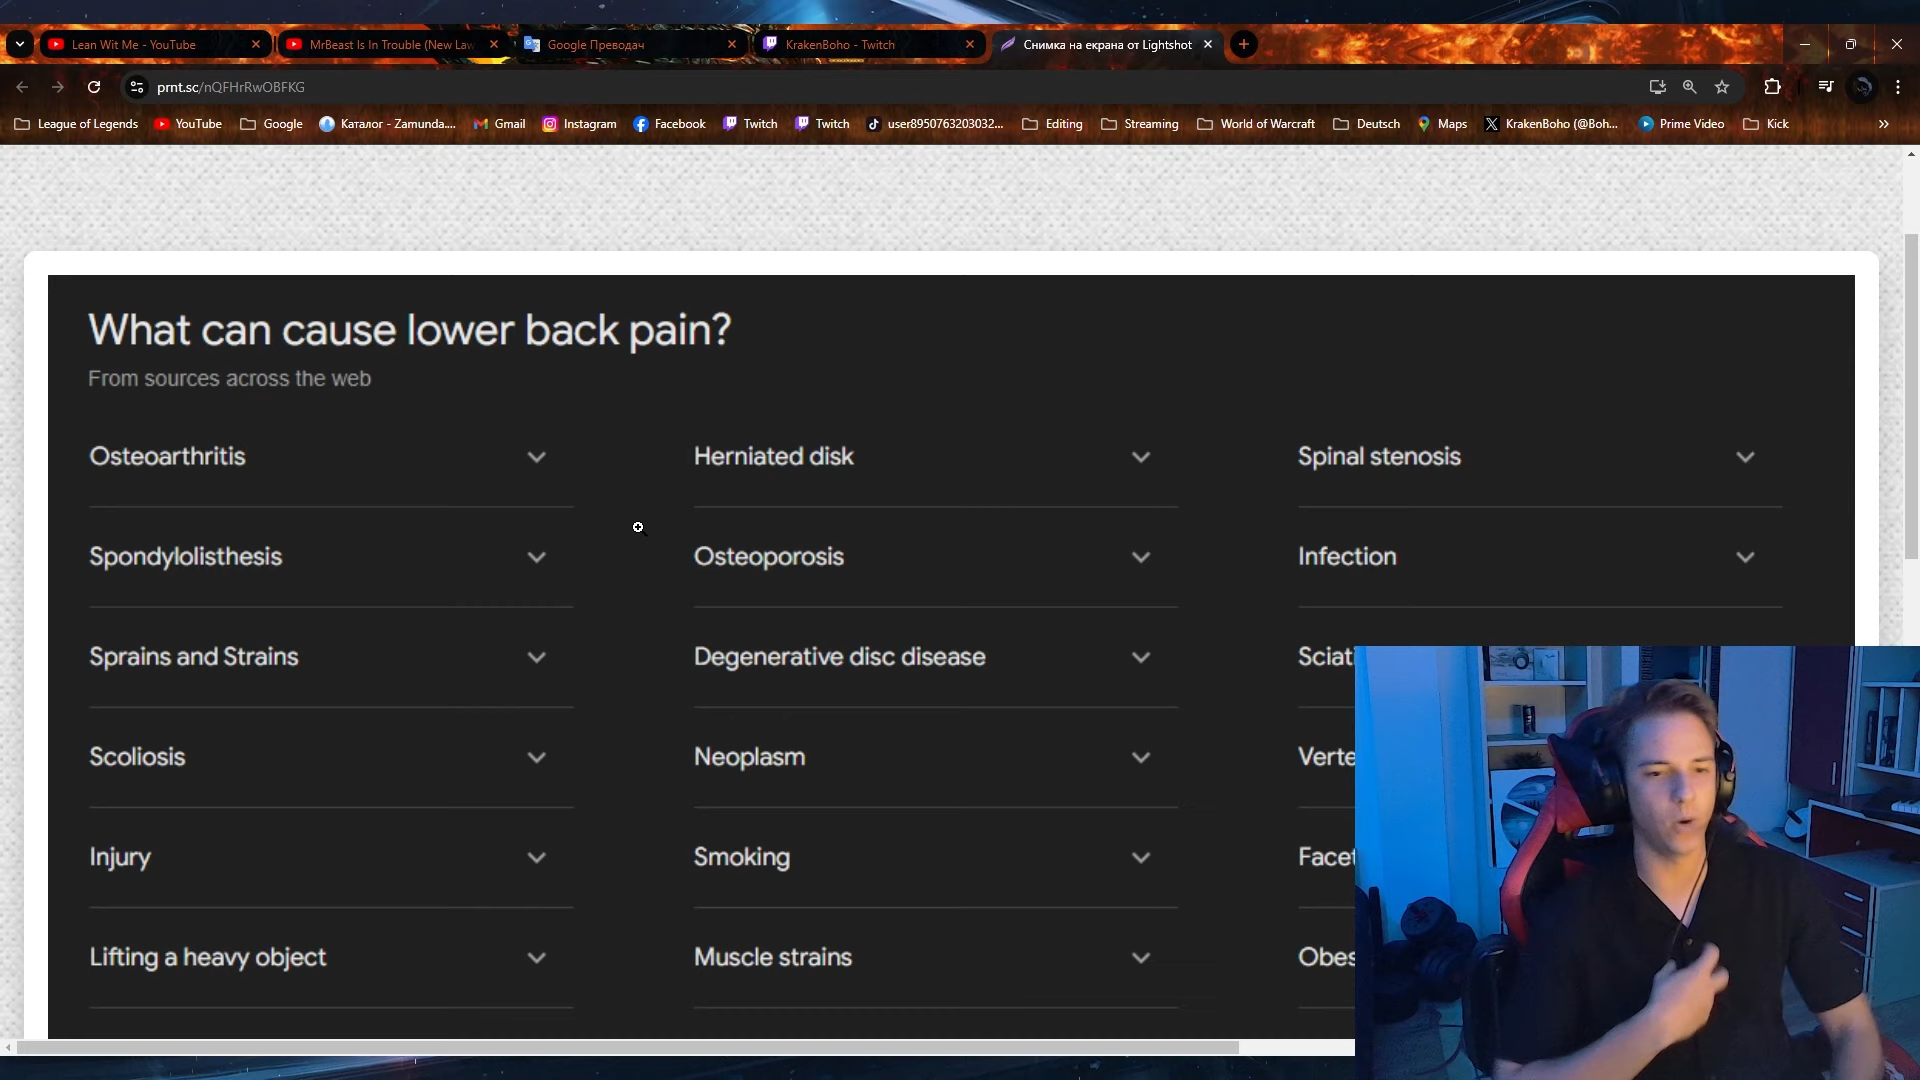 Lean Wit Me - YouTube
MrBeast Is In Trouble (New Law
Google Преводач
KrakenBoho - Twitch
Снимка на екрана от Lightshot
prnt.sc/nQFHrRwOBFKG
League of Legends
YouTube
Google
Каталог - Zamunda....
Gmail
Instagram
Facebook
Twitch
Twitch
user8950763203032...
Editing
Streaming
World of Warcraft
Deutsch
Maps
KrakenBoho (@Boh...
Prime Video
Kick
What can cause lower back pain?
From sources across the web
Osteoarthritis
Herniated disk
Spinal stenosis
Spondylolisthesis
Osteoporosis
Infection
Sprains and Strains
Degenerative disc disease
Sciati
Scoliosis
Neoplasm
Verte
Injury
Smoking
Facet
Lifting a heavy object
Muscle strains
Obes